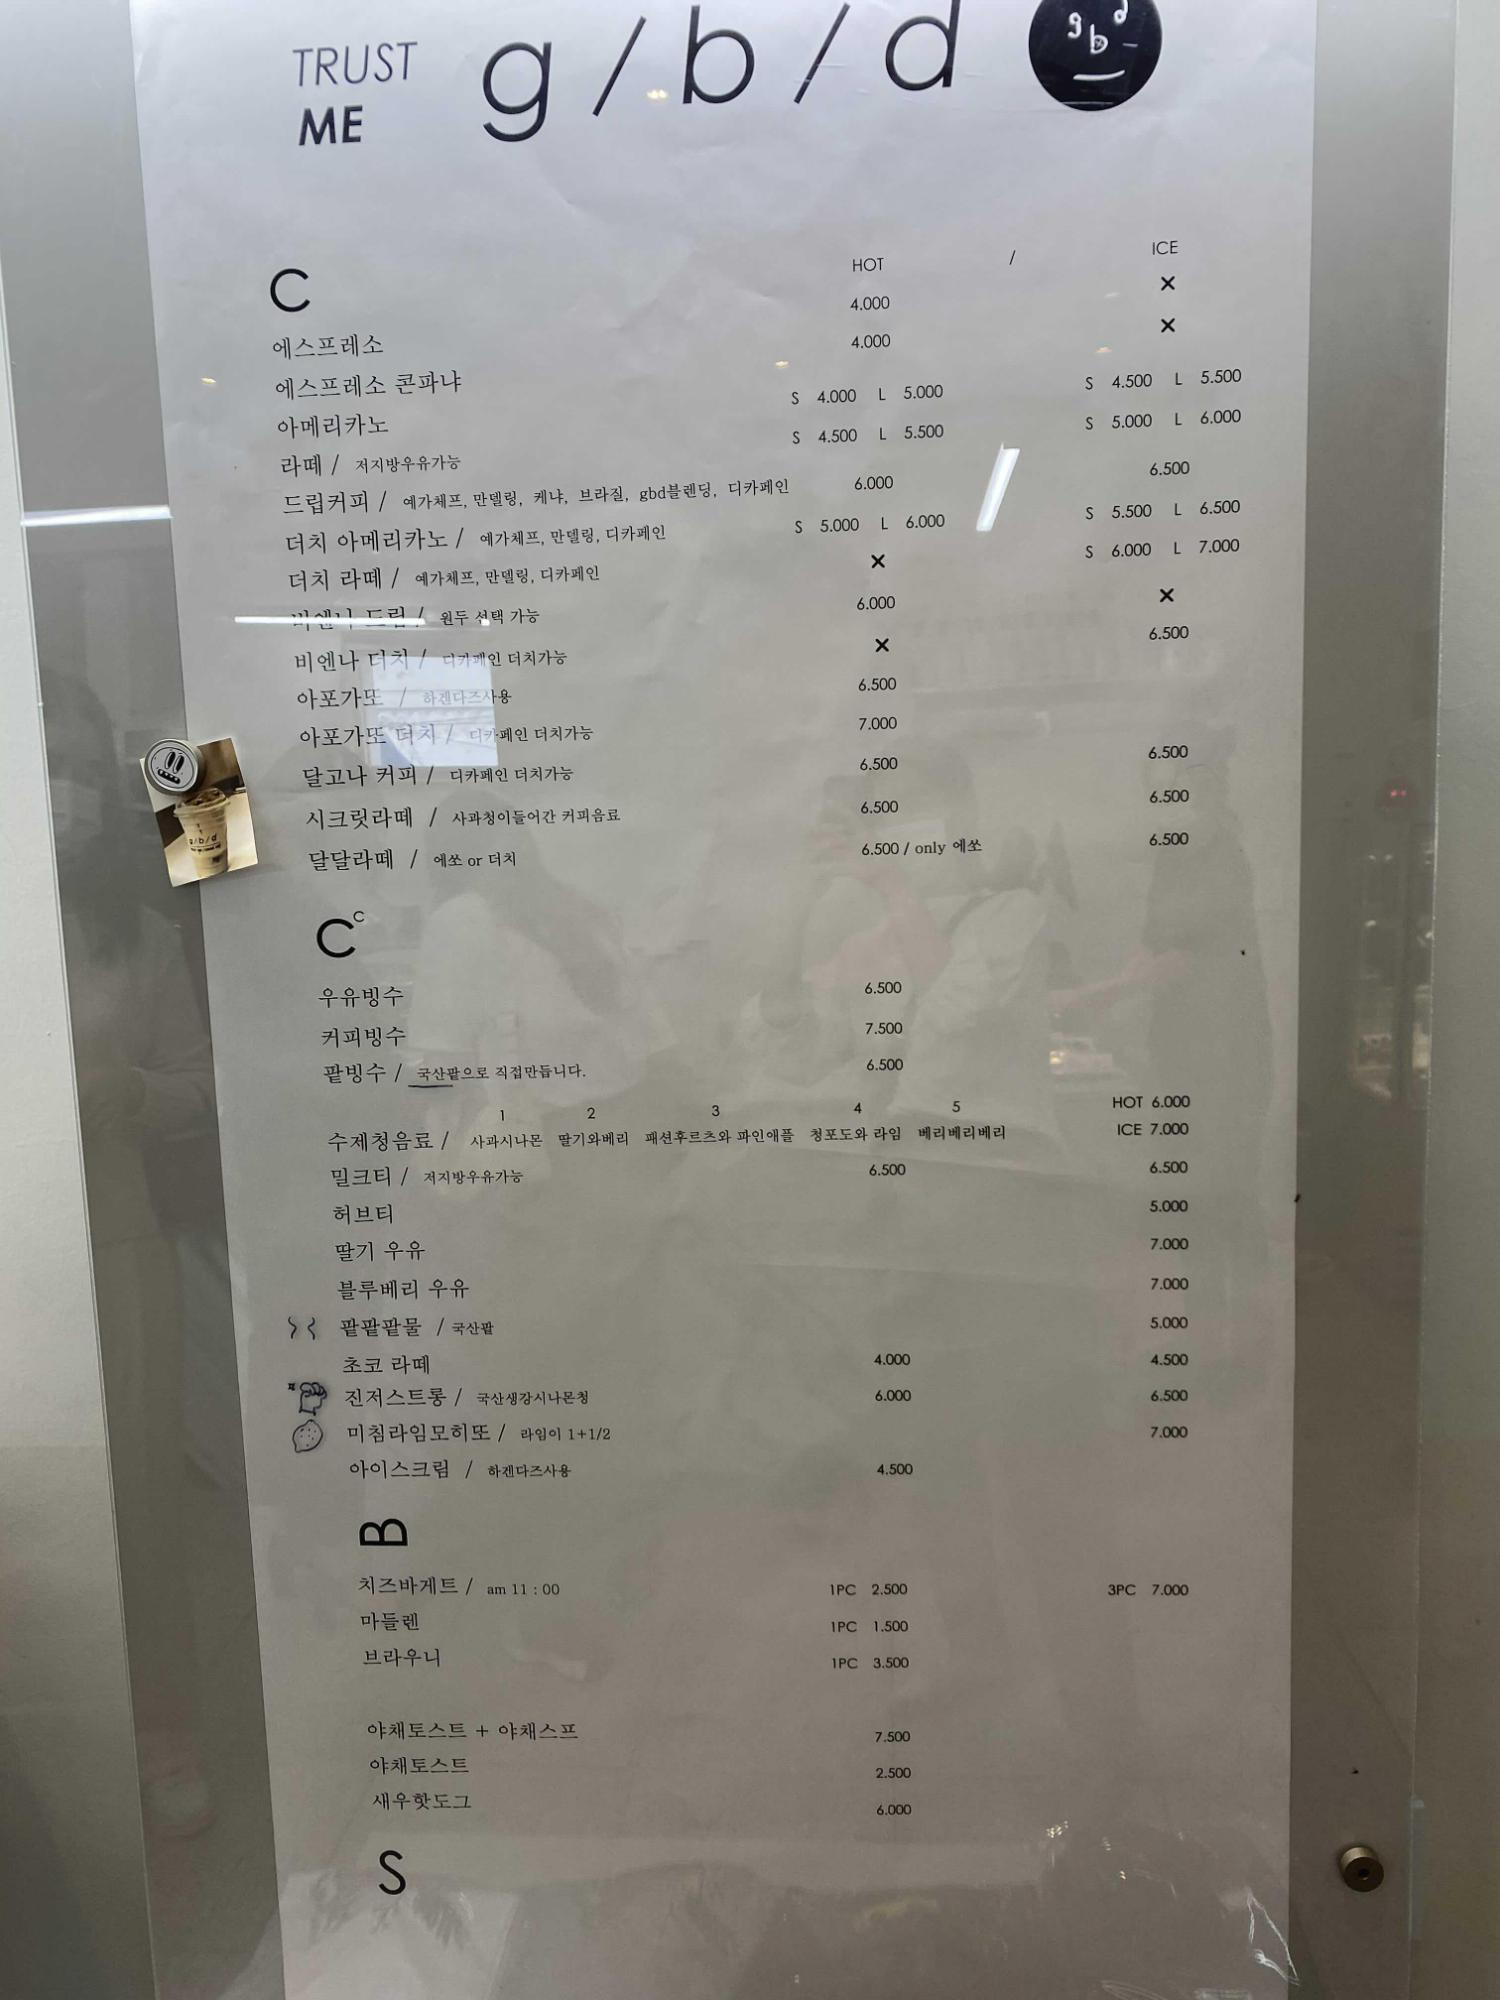 TRUST
ME
g / b / d
g b d
C
HOT / ICE
에스프레소 4.000 ×
에스프레소 콘파냐 4.000 ×
아메리카노 S 4.000 L 5.000 S 4.500 L 5.500
라떼 / 저지방우유가능 S 4.500 L 5.500 S 5.000 L 6.000
드립커피 / 예가체프, 만델링, 케냐, 브라질, gbd블렌딩, 디카페인 6.000 6.500
더치 아메리카노 / 예가체프, 만델링, 디카페인 S 5.000 L 6.000 S 5.500 L 6.500
더치 라떼 / 예가체프, 만델링, 디카페인 × S 6.000 L 7.000
비엔나 드립 / 원두 선택 가능 6.000 ×
비엔나 더치 / 디카페인 더치가능 × 6.500
아포가또 / 하겐다즈사용 6.500
아포가또 더치 / 디카페인 더치가능 7.000
달고나 커피 / 디카페인 더치가능 6.500 6.500
시크릿라떼 / 사과청이들어간 커피음료 6.500 6.500
달달라떼 / 에쏘 or 더치 6.500 / only 에쏘 6.500
g/b/d
C C
우유빙수 6.500
커피빙수 7.500
팥빙수 / 국산팥으로 직접만듭니다. 6.500
1 2 3 4 5 HOT 6.000
수제청음료 / 사과시나몬 딸기와베리 패션후르츠와 파인애플 청포도와 라임 베리베리베리 ICE 7.000
밀크티 / 저지방우유가능 6.500 6.500
허브티 5.000
딸기 우유 7.000
블루베리 우유 7.000
팥팥팥물 / 국산팥 5.000
초코 라떼 4.000 4.500
진저스트롱 / 국산생강시나몬청 6.000 6.500
미침라임모히또 / 라임이 1+1/2 7.000
아이스크림 / 하겐다즈사용 4.500
B
치즈바게트 / am 11 : 00 1PC 2.500 3PC 7.000
마들렌 1PC 1.500
브라우니 1PC 3.500
야채토스트 + 야채스프 7.500
야채토스트 2.500
새우핫도그 6.000
S